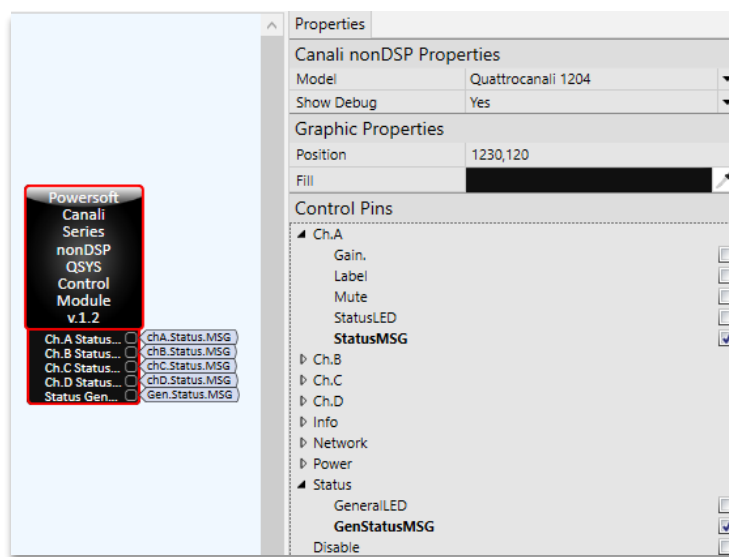 Powersoft
Canali
Series
nonDSP
QSYS
Control
Module
v.1.2
Ch.A Status... chA.Status.MSG
Ch.B Status... chB.Status.MSG
Ch.C Status... chC.Status.MSG
Ch.D Status... chD.Status.MSG
Status Gen... Gen.Status.MSG
Properties
Canali nonDSP Properties
Model Quattrocanali 1204
Show Debug Yes
Graphic Properties
Position 1230,120
Fill
Control Pins
Ch.A
Gain.
Label
Mute
StatusLED
StatusMSG
Ch.B
Ch.C
Ch.D
Info
Network
Power
Status
GeneralLED
GenStatusMSG
Disable